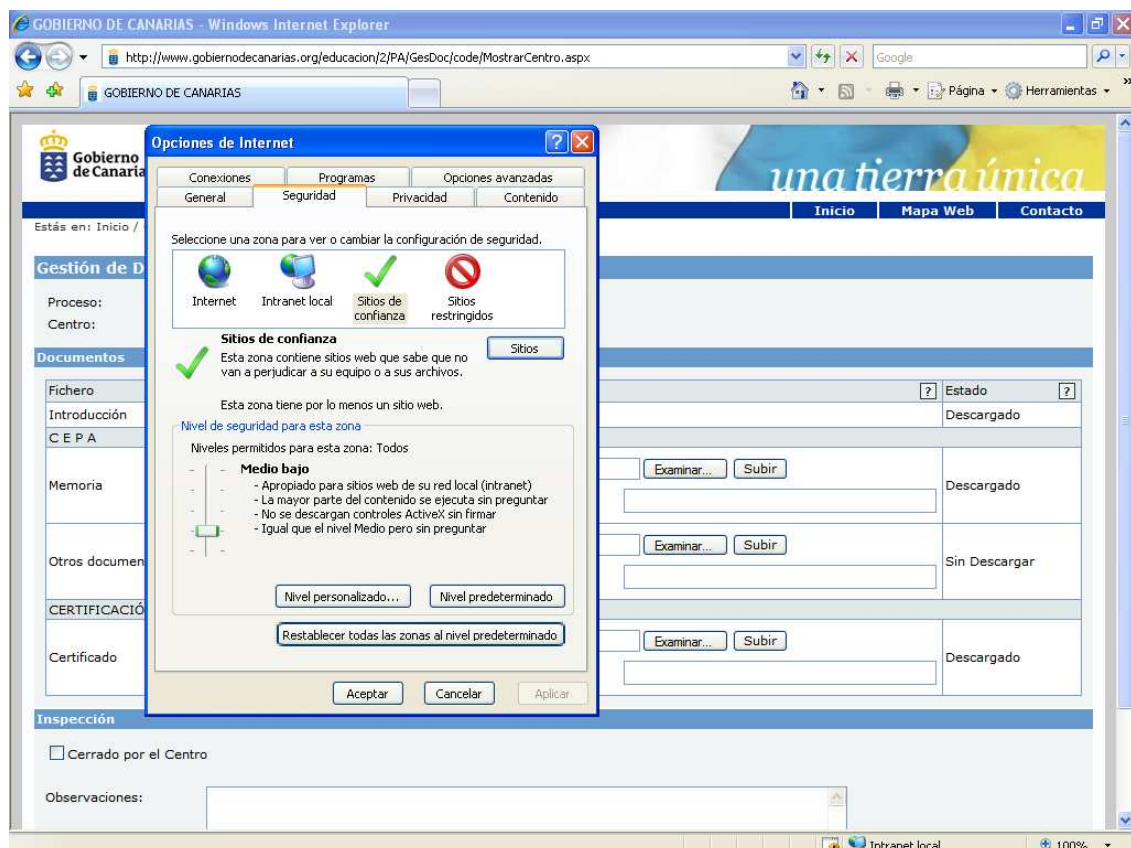 GOBIERNO DE CANARIAS - Windows Internet Explorer
http://www.gobiernodecanarias.org/educacion/2/PA/GesDoc/code/MostrarCentro.aspx
Google
GOBIERNO DE CANARIAS
Página
Herramientas
Gobierno
de Canaria
una tierra única
Inicio Mapa Web Contacto
Estás en: Inicio /
Gestión de D
Proceso:
Centro:
Documentos
Fichero ? Estado ?
Introducción Descargado
C E P A
Memoria Examinar... Subir Descargado
Otros documen Examinar... Subir Sin Descargar
CERTIFICACIÓ
Certificado Examinar... Subir Descargado
Inspección
Cerrado por el Centro
Observaciones:
Opciones de Internet
Conexiones Programas Opciones avanzadas
General Seguridad Privacidad Contenido
Seleccione una zona para ver o cambiar la configuración de seguridad.
Internet Intranet local Sitios de confianza Sitios restringidos
Sitios de confianza
Sitios
Esta zona contiene sitios web que sabe que no
van a perjudicar a su equipo o a sus archivos.
Esta zona tiene por lo menos un sitio web.
Nivel de seguridad para esta zona
Niveles permitidos para esta zona: Todos
Medio bajo
- Apropiado para sitios web de su red local (intranet)
- La mayor parte del contenido se ejecuta sin preguntar
- No se descargan controles ActiveX sin firmar
- Igual que el nivel Medio pero sin preguntar
Nivel personalizado... Nivel predeterminado
Restablecer todas las zonas al nivel predeterminado
Aceptar Cancelar Aplicar
Intranet local 100%